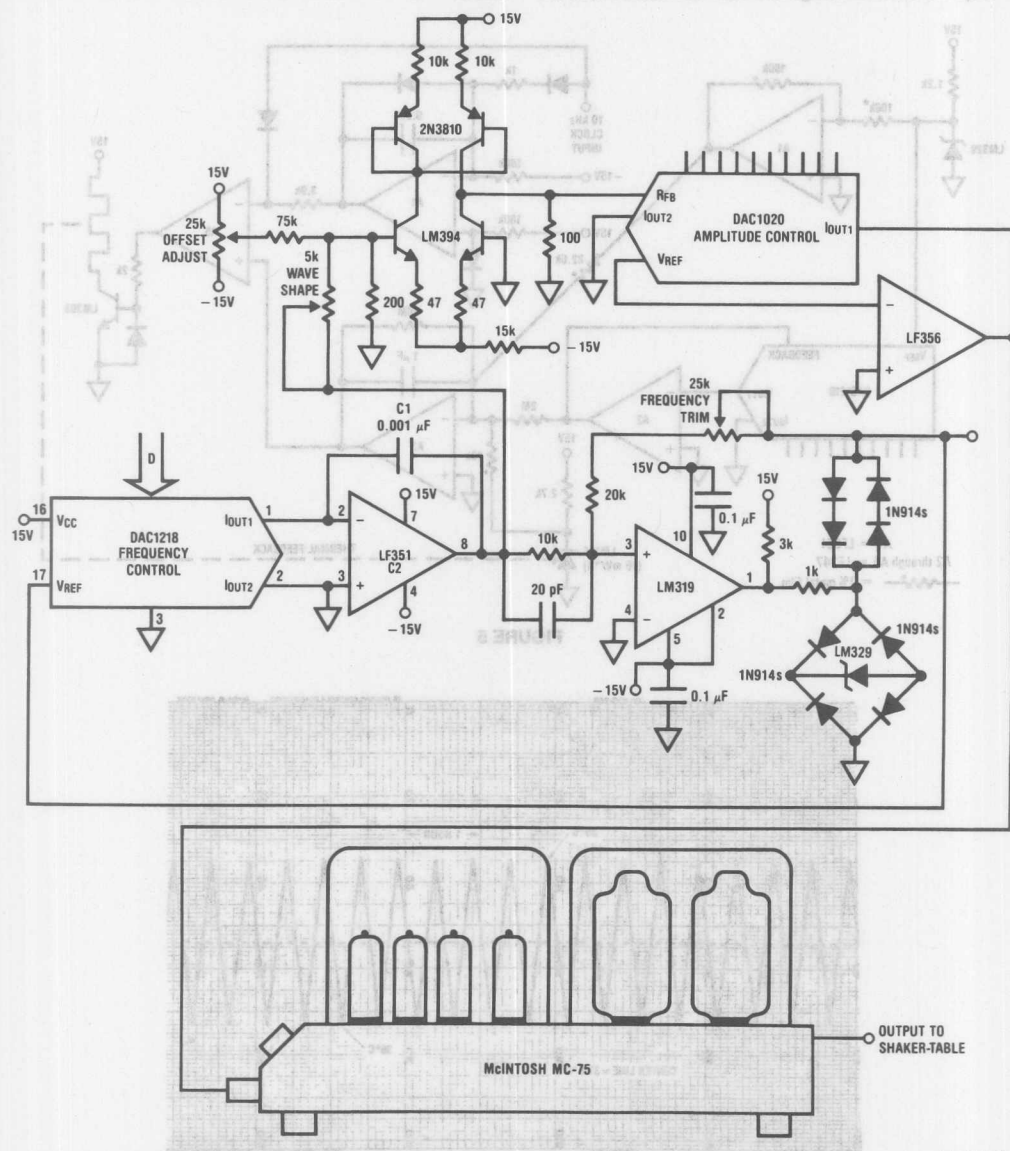 15V
10k
10k
2N3810
15V
25k
OFFSET
ADJUST
−15V
75k
5k
WAVE
SHAPE
LM394
200
47
47
100
15k
−15V
RFB
IOUT2
VREF
DAC1020
AMPLITUDE CONTROL
IOUT1
−
LF356
+
25k
FREQUENCY
TRIM
C1
0.001 µF
D
16
15V
VCC
17
VREF
DAC1218
FREQUENCY
CONTROL
IOUT1
1
IOUT2
2
3
2
−
3
+
15V
7
LF351
C2
8
4
−15V
20k
10k
20 pF
15V
0.1 µF
10
3
+
4
−
LM319
1
2
5
−15V
0.1 µF
15V
3k
1k
1N914s
1N914s
LM329
1N914s
FIGURE 5
McINTOSH MC-75
OUTPUT TO
SHAKER-TABLE